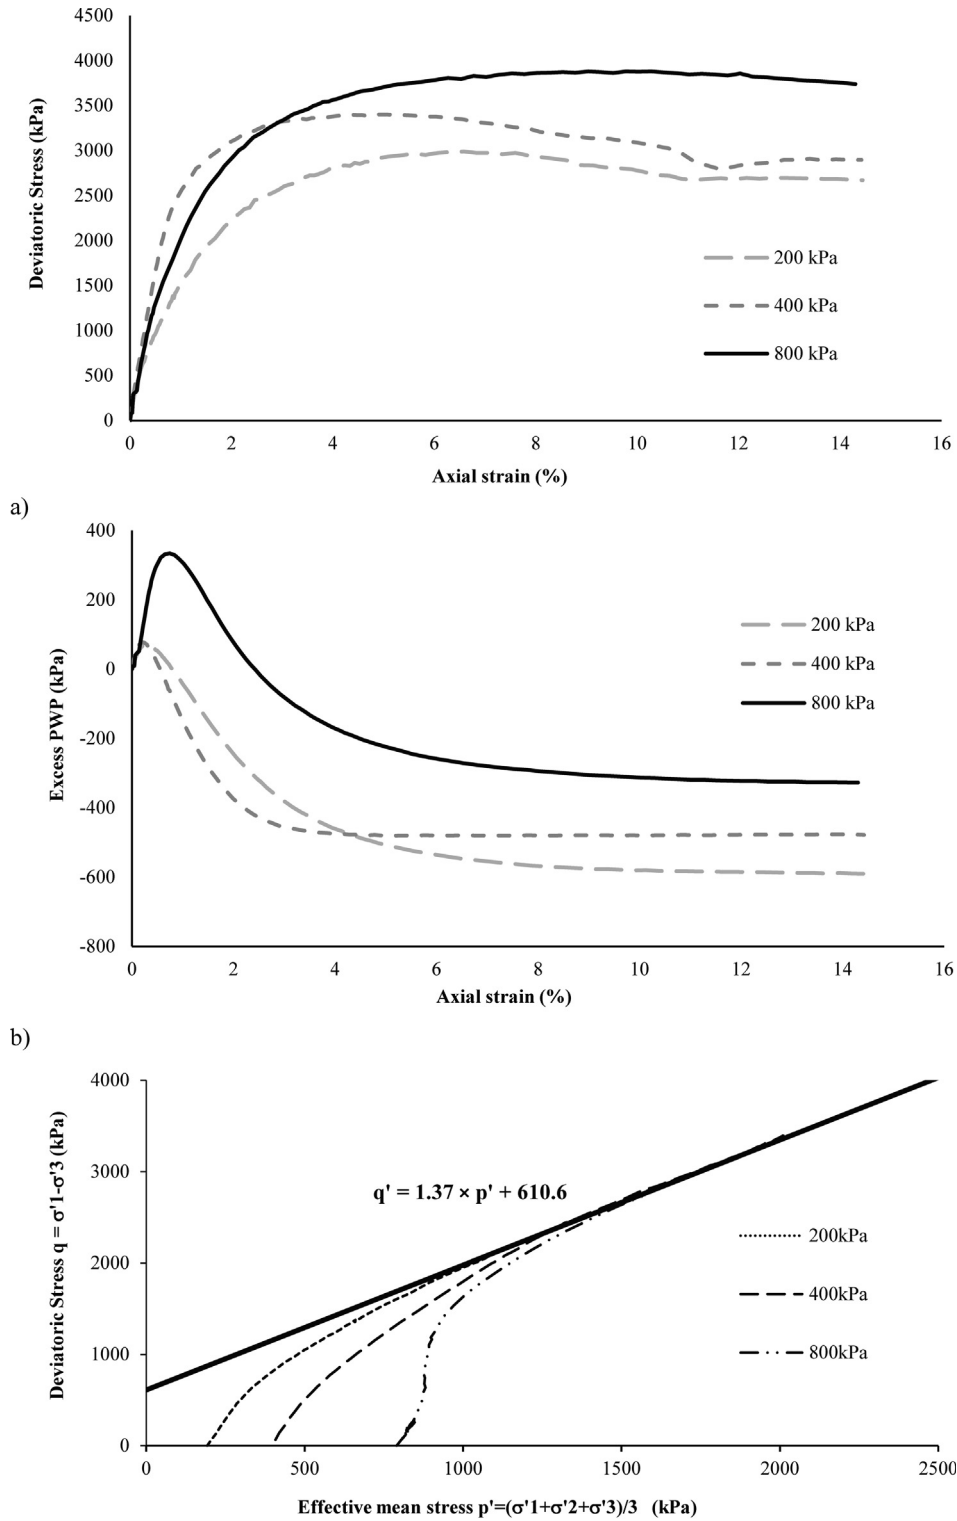 4500
4000
3500
3000
2500
2000
1500
1000
500
0
Deviatoric Stress (kPa)
200 kPa
400 kPa
800 kPa
0 2 4 6 8 10 12 14 16
Axial strain (%)
a)
400
200
0
-200
-400
-600
-800
Excess PWP (kPa)
200 kPa
400 kPa
800 kPa
0 2 4 6 8 10 12 14 16
Axial strain (%)
b)
4000
3000
2000
1000
0
Deviatoric Stress q = σ'1-σ'3 (kPa)
q' = 1.37 × p' + 610.6
200kPa
400kPa
800kPa
0 500 1000 1500 2000 2500
Effective mean stress p'=(σ'1+σ'2+σ'3)/3 (kPa)